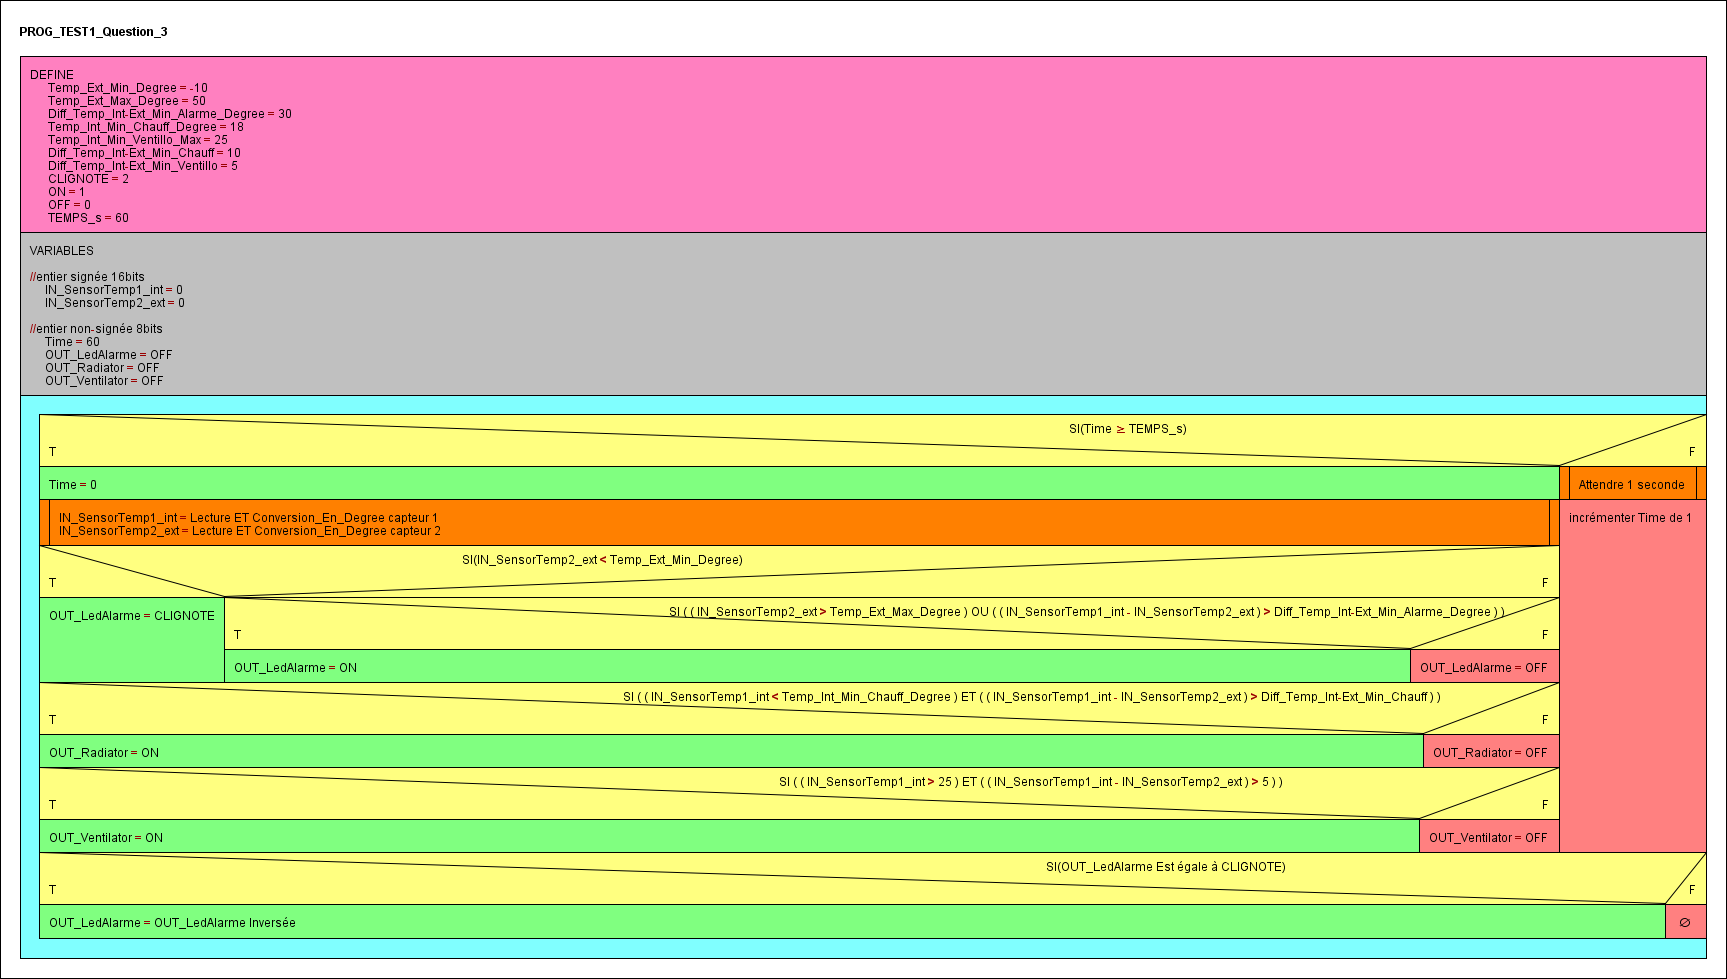 PROG_TEST1_Question_3
DEFINE
Temp_Ext_Min_Degree = -10
Temp_Ext_Max_Degree = 50
Diff_Temp_Int-Ext_Min_Alarme_Degree = 30
Temp_Int_Min_Chauff_Degree = 18
Temp_Int_Min_Ventillo_Max = 25
Diff_Temp_Int-Ext_Min_Chauff = 10
Diff_Temp_Int-Ext_Min_Ventillo = 5
CLIGNOTE = 2
ON = 1
OFF = 0
TEMPS_s = 60
VARIABLES
//entier signée 16bits
IN_SensorTemp1_int = 0
IN_SensorTemp2_ext = 0
//entier non-signée 8bits
Time = 60
OUT_LedAlarme = OFF
OUT_Radiator = OFF
OUT_Ventilator = OFF
SI(Time ≥ TEMPS_s)
T
F
Time = 0
Attendre 1 seconde
IN_SensorTemp1_int = Lecture ET Conversion_En_Degree capteur 1
IN_SensorTemp2_ext = Lecture ET Conversion_En_Degree capteur 2
incrémenter Time de 1
SI(IN_SensorTemp2_ext < Temp_Ext_Min_Degree)
T
F
OUT_LedAlarme = CLIGNOTE
SI ( ( IN_SensorTemp2_ext > Temp_Ext_Max_Degree ) OU ( ( IN_SensorTemp1_int - IN_SensorTemp2_ext ) > Diff_Temp_Int-Ext_Min_Alarme_Degree ) )
T
F
OUT_LedAlarme = ON
OUT_LedAlarme = OFF
SI ( ( IN_SensorTemp1_int < Temp_Int_Min_Chauff_Degree ) ET ( ( IN_SensorTemp1_int - IN_SensorTemp2_ext ) > Diff_Temp_Int-Ext_Min_Chauff ) )
T
F
OUT_Radiator = ON
OUT_Radiator = OFF
SI ( ( IN_SensorTemp1_int > 25 ) ET ( ( IN_SensorTemp1_int - IN_SensorTemp2_ext ) > 5 ) )
T
F
OUT_Ventilator = ON
OUT_Ventilator = OFF
SI(OUT_LedAlarme Est égale à CLIGNOTE)
T
F
OUT_LedAlarme = OUT_LedAlarme Inversée
∅